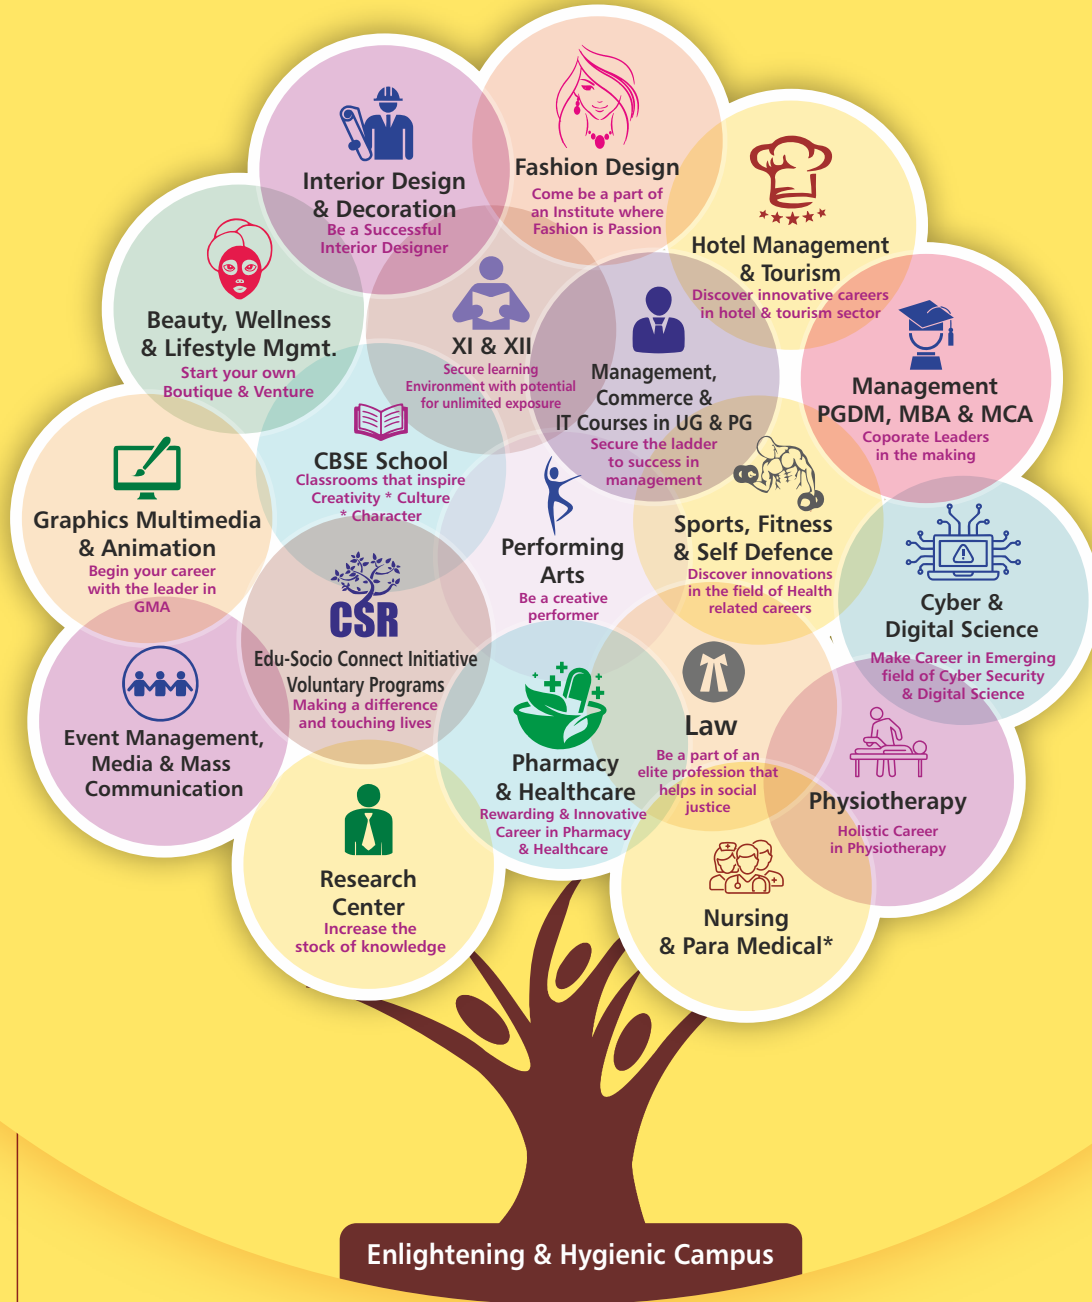 Fashion Design
Come be a part of
an Institute where
Fashion is Passion
Interior Design
& Decoration
Be a Successful
Interior Designer
Hotel Management
& Tourism
Discover innovative careers
in hotel & tourism sector
Beauty, Wellness
& Lifestyle Mgmt.
Start your own
Boutique & Venture
XI & XII
Secure learning
Environment with potential
for unlimited exposure
Management,
Commerce &
IT Courses in UG & PG
Secure the ladder
to success in
management
Management
PGDM, MBA & MCA
Coporate Leaders
in the making
CBSE School
Classrooms that inspire
Creativity * Culture
* Character
Graphics Multimedia
& Animation
Begin your career
with the leader in
GMA
Performing
Arts
Be a creative
performer
Sports, Fitness
& Self Defence
Discover innovations
in the field of Health
related careers
Cyber &
Digital Science
Make Career in Emerging
field of Cyber Security
& Digital Science
CSR
Edu-Socio Connect Initiative
Voluntary Programs
Making a difference
and touching lives
Event Management,
Media & Mass
Communication
Pharmacy
& Healthcare
Rewarding & Innovative
Career in Pharmacy
& Healthcare
Law
Be a part of an
elite profession that
helps in social
justice
Physiotherapy
Holistic Career
in Physiotherapy
Research
Center
Increase the
stock of knowledge
Nursing
& Para Medical*
Enlightening & Hygienic Campus